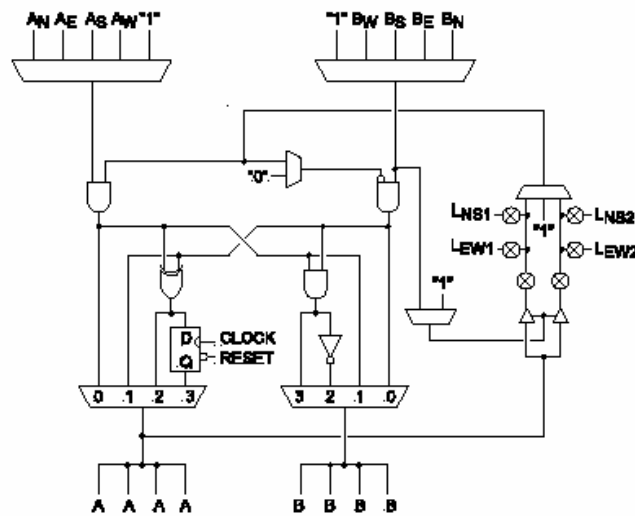 AN AE AS AW "1"
"1" BW BS BE BN
"0"
LNS1 "1" LNS2
LEW1 LEW2
"1"
D CLOCK
Q RESET
0 1 2 3
3 2 1 0
A A A A
B B B B